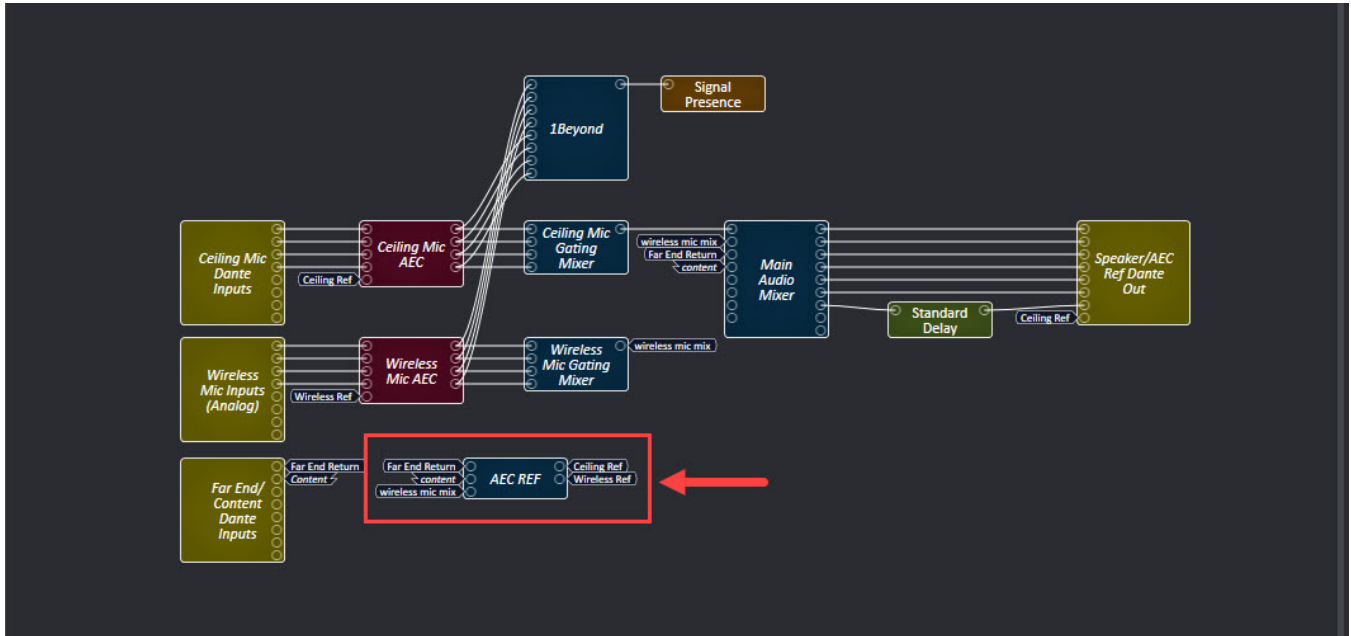 Signal
Presence
1Beyond
Ceiling Mic
Dante
Inputs
Ceiling Ref
Ceiling Mic
AEC
Ceiling Mic
Gating
Mixer
wireless mic mix
Far End Return
content
Main
Audio
Mixer
Standard
Delay
Ceiling Ref
Speaker/AEC
Ref Dante
Out
Wireless
Mic Inputs
(Analog)
Wireless Ref
Wireless
Mic AEC
Wireless
Mic Gating
Mixer
wireless mic mix
Far End/
Content
Dante
Inputs
Far End Return
Content
Far End Return
content
wireless mic mix
AEC REF
Ceiling Ref
Wireless Ref